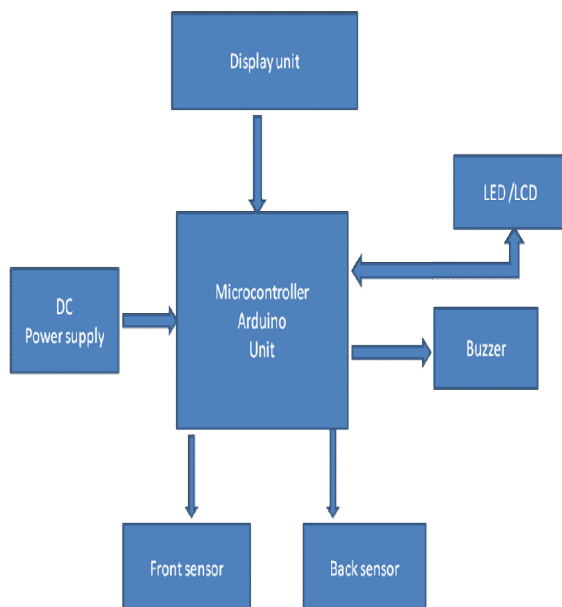 Display unit
LED /LCD
Microcontroller
Arduino
Unit
DC
Power supply
Buzzer
Front sensor
Back sensor